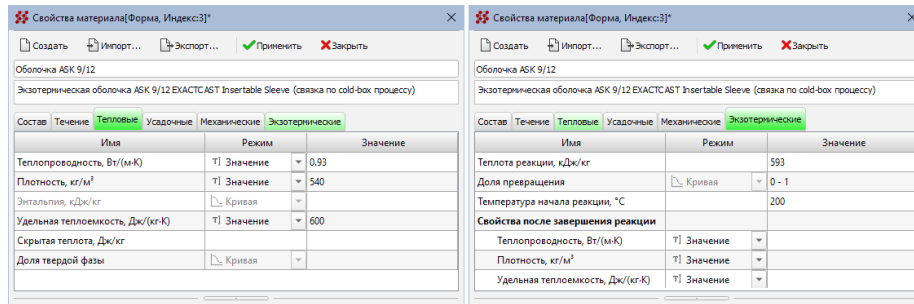 Свойства материала[Форма, Индекс:3]*
Создать Импорт... Экспорт... Применить Закрыть
Оболочка ASK 9/12
Экзотермическая оболочка ASK 9/12 EXACTCAST Insertable Sleeve (связка по cold-box процессу)
Состав Течение Тепловые Усадочные Механические Экзотермические
Имя Режим Значение
Теплопроводность, Вт/(м·К) Значение 0.93
Плотность, кг/м³ Значение 540
Энтальпия, кДж/кг Кривая
Удельная теплоемкость, Дж/(кг·К) Значение 600
Скрытая теплота, Дж/кг
Доля твердой фазы Кривая
Свойства материала[Форма, Индекс:3]*
Создать Импорт... Экспорт... Применить Закрыть
Оболочка ASK 9/12
Экзотермическая оболочка ASK 9/12 EXACTCAST Insertable Sleeve (связка по cold-box процессу)
Состав Течение Тепловые Усадочные Механические Экзотермические
Имя Режим Значение
Теплота реакции, кДж/кг 593
Доля превращения Кривая 0 - 1
Температура начала реакции, °C 200
Свойства после завершения реакции
Теплопроводность, Вт/(м·К) Значение
Плотность, кг/м³ Значение
Удельная теплоемкость, Дж/(кг·К) Значение